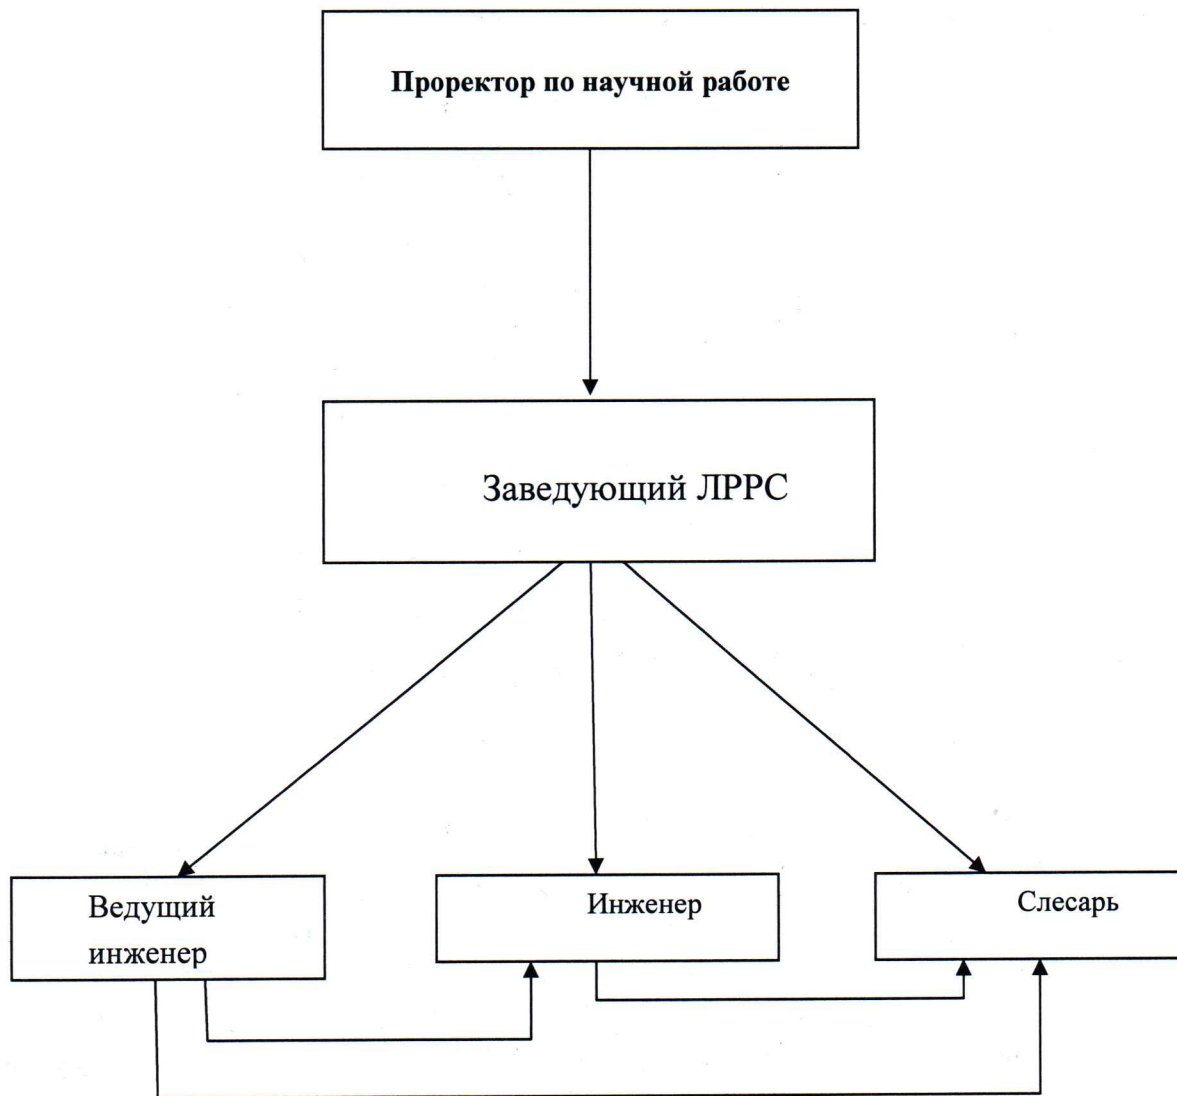 Проректор по научной работе
Заведующий ЛРРС
Ведущий
инженер
Инженер
Слесарь